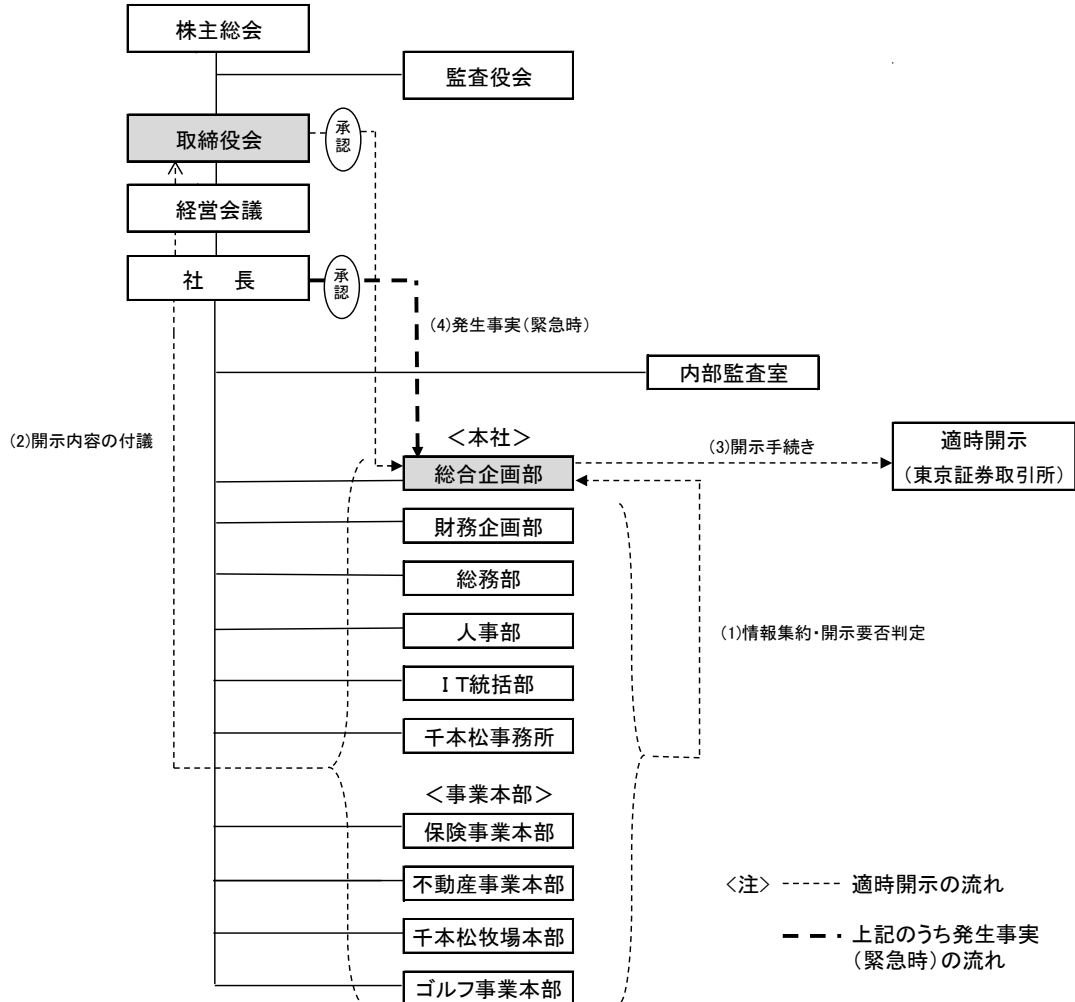 株主総会
監査役会
取締役会
承認
経営会議
社 長
承認
(4)発生事実(緊急時)
内部監査室
(2)開示内容の付議
＜本社＞
(3)開示手続き
適時開示
(東京証券取引所)
総合企画部
財務企画部
総務部
人事部
(1)情報集約・開示要否判定
ＩＴ統括部
千本松事務所
＜事業本部＞
保険事業本部
不動産事業本部
＜注＞ 適時開示の流れ
千本松牧場本部
上記のうち発生事実
(緊急時)の流れ
ゴルフ事業本部